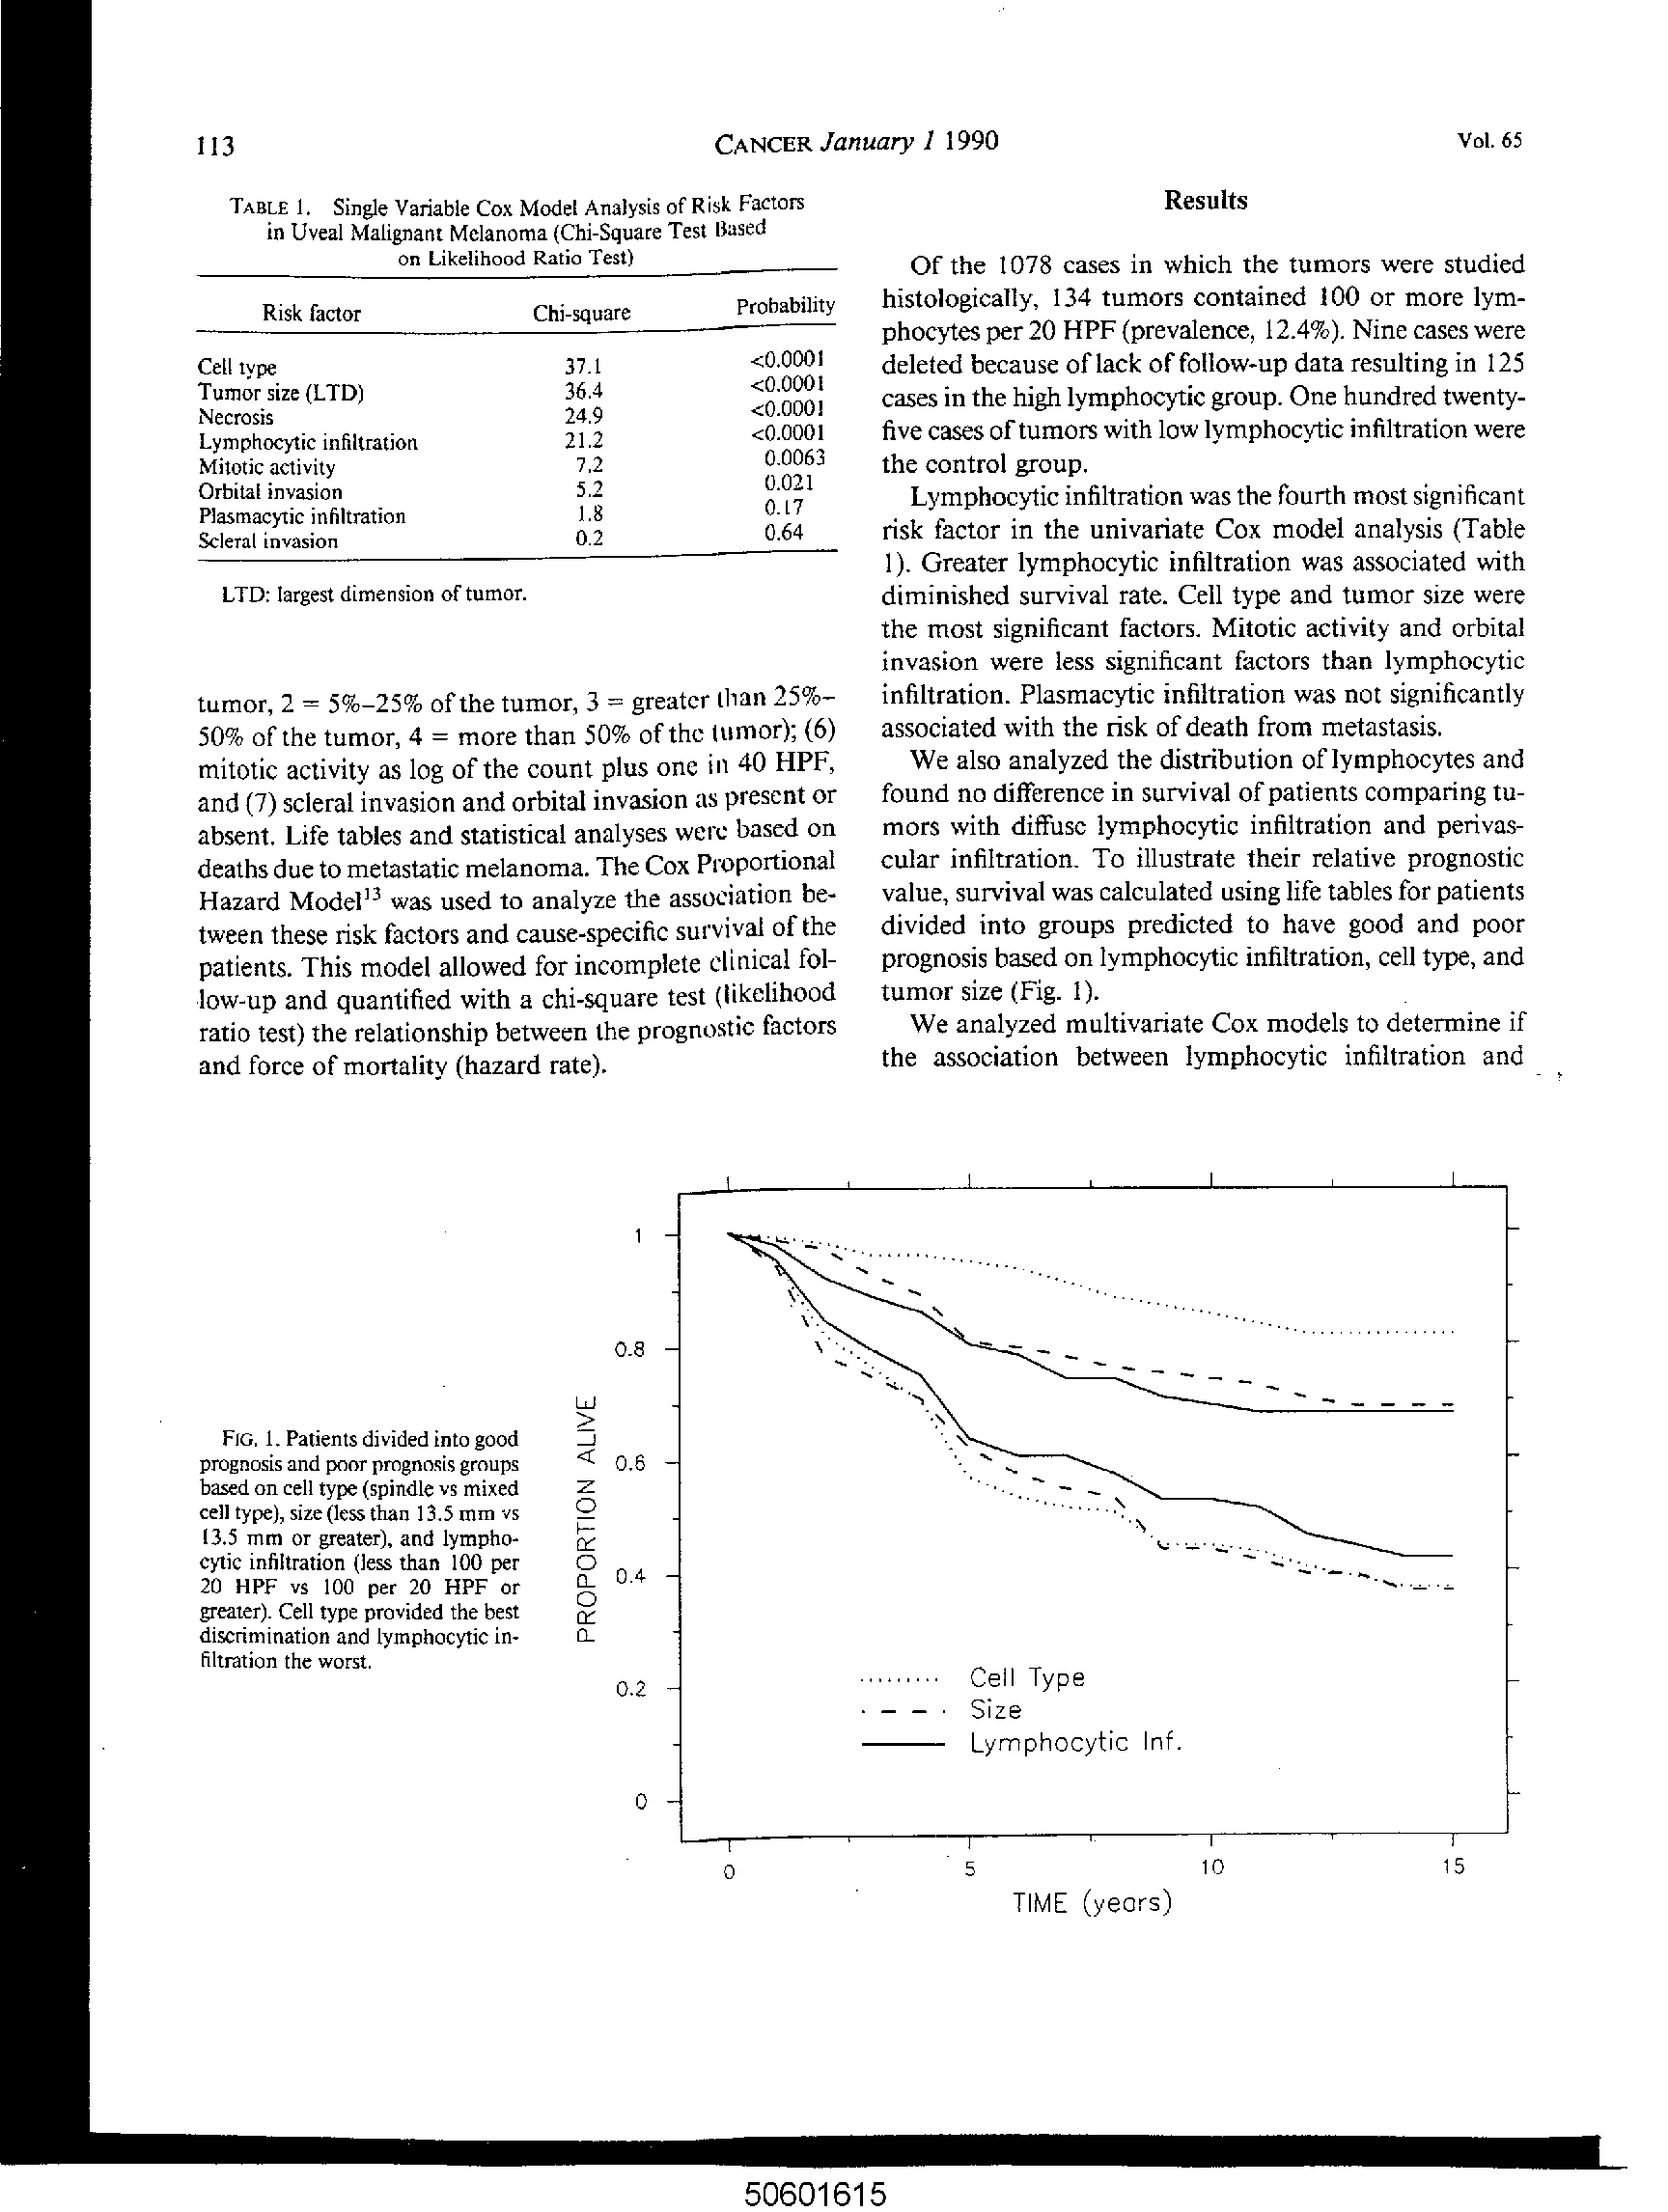 113
CANCER January 1 1990
Vol. 65
TABLE 1. Single Variable Cox Model Analysis of Risk Factors
in Uveal Malignant Melanoma (Chi-Square Test Based
on Likelihood Ratio Test)
Risk factor Chi-square Probability
Cell type 37.1 <0.0001
Tumor size (LTD) 36.4 <0.0001
Necrosis 24.9 <0.0001
Lymphocytic infiltration 21.2 <0.0001
Mitotic activity 7.2 0.0063
Orbital invasion 5.2 0.021
Plasmacytic infiltration 1.8 0.17
Scleral invasion 0.2 0.64
LTD: largest dimension of tumor.
tumor, 2 = 5%–25% of the tumor, 3 = greater than 25%–
50% of the tumor, 4 = more than 50% of the tumor); (6)
mitotic activity as log of the count plus one in 40 HPF,
and (7) scleral invasion and orbital invasion as present or
absent. Life tables and statistical analyses were based on
deaths due to metastatic melanoma. The Cox Proportional
Hazard Model¹³ was used to analyze the association be-
tween these risk factors and cause-specific survival of the
patients. This model allowed for incomplete clinical fol-
low-up and quantified with a chi-square test (likelihood
ratio test) the relationship between the prognostic factors
and force of mortality (hazard rate).
Results
Of the 1078 cases in which the tumors were studied
histologically, 134 tumors contained 100 or more lym-
phocytes per 20 HPF (prevalence, 12.4%). Nine cases were
deleted because of lack of follow-up data resulting in 125
cases in the high lymphocytic group. One hundred twenty-
five cases of tumors with low lymphocytic infiltration were
the control group.
Lymphocytic infiltration was the fourth most significant
risk factor in the univariate Cox model analysis (Table
1). Greater lymphocytic infiltration was associated with
diminished survival rate. Cell type and tumor size were
the most significant factors. Mitotic activity and orbital
invasion were less significant factors than lymphocytic
infiltration. Plasmacytic infiltration was not significantly
associated with the risk of death from metastasis.
We also analyzed the distribution of lymphocytes and
found no difference in survival of patients comparing tu-
mors with diffuse lymphocytic infiltration and perivas-
cular infiltration. To illustrate their relative prognostic
value, survival was calculated using life tables for patients
divided into groups predicted to have good and poor
prognosis based on lymphocytic infiltration, cell type, and
tumor size (Fig. 1).
We analyzed multivariate Cox models to determine if
the association between lymphocytic infiltration and
FIG. 1. Patients divided into good
prognosis and poor prognosis groups
based on cell type (spindle vs mixed
cell type), size (less than 13.5 mm vs
13.5 mm or greater), and lympho-
cytic infiltration (less than 100 per
20 HPF vs 100 per 20 HPF or
greater). Cell type provided the best
discrimination and lymphocytic in-
filtration the worst.
PROPORTION ALIVE
1
0.8
0.6
0.4
0.2
0
Cell Type
Size
Lymphocytic Inf.
0 5 10 15
TIME (years)
50601615